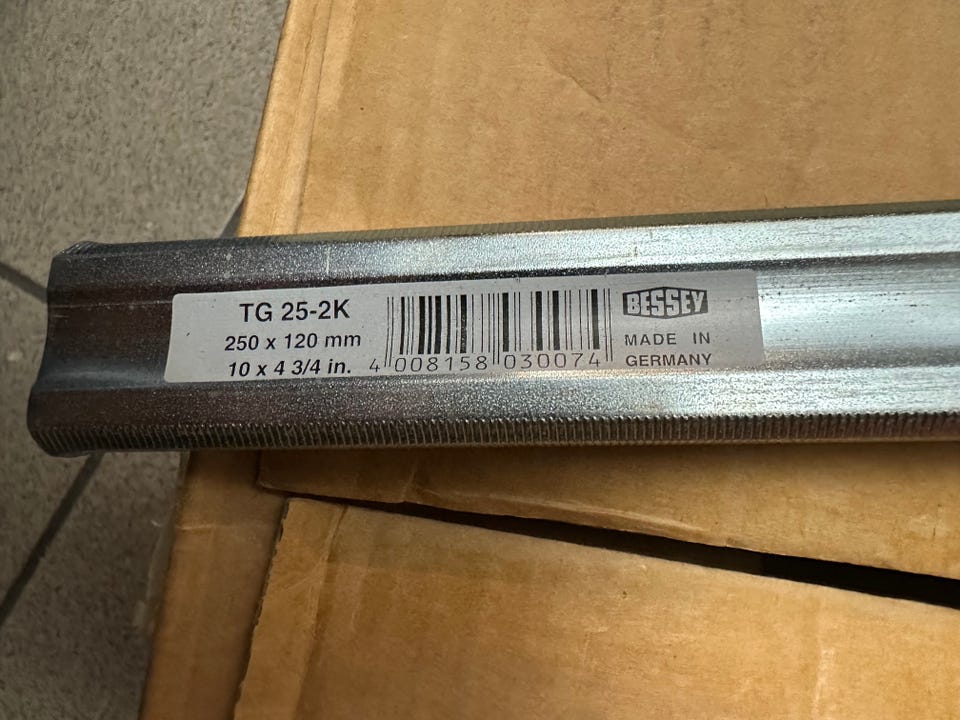 TG 25-2K
250 x 120 mm
10 x 4 3/4 in.
4 008158 030074
BESSEY
MADE IN
GERMANY